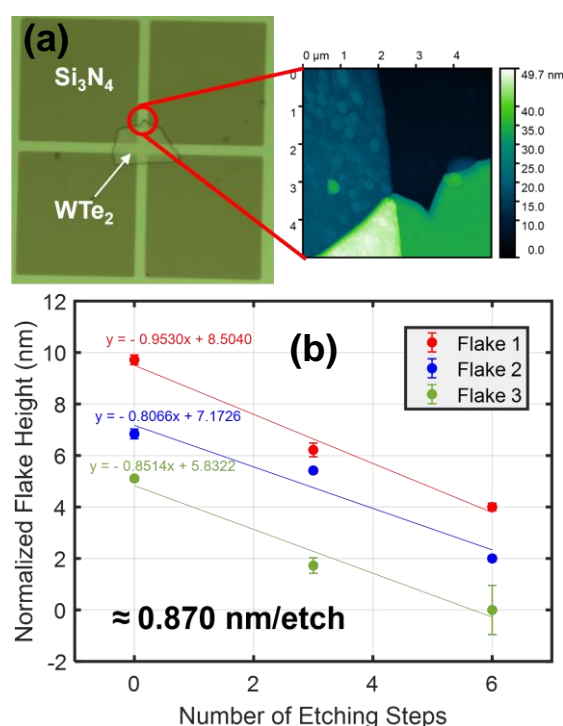 (a)
Si₃N₄
WTe₂
0 µm 1 2 3 4
0
1
2
3
4
49.7 nm
40.0
35.0
30.0
25.0
20.0
15.0
10.0
0.0
(b)
12
10
8
6
4
2
0
-2
Normalized Flake Height (nm)
y = - 0.9530x + 8.5040
y = - 0.8066x + 7.1726
y = - 0.8514x + 5.8322
Flake 1
Flake 2
Flake 3
≈ 0.870 nm/etch
0 2 4 6
Number of Etching Steps